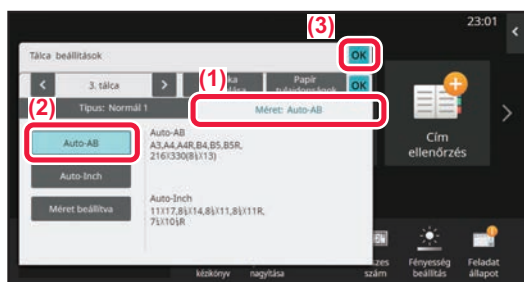 23:01
(3)
Tálca beállítások
OK
3. tálca
(1)
Papír
OK
(2)
Típus: Normál 1
Méret: Auto-AB
Auto-AB
Auto-AB
A3,A4,A4R,B4,B5,B5R,
216X330(8½X13)
Auto-Inch
Auto-Inch
11X17,8½X14,8½X11,8½X11R,
7¼X10½R
Méret beállítva
Cím
ellenőrzés
kézikönyv
nagyítása
szám
Fényesség
beállítás
Feladat
állapot